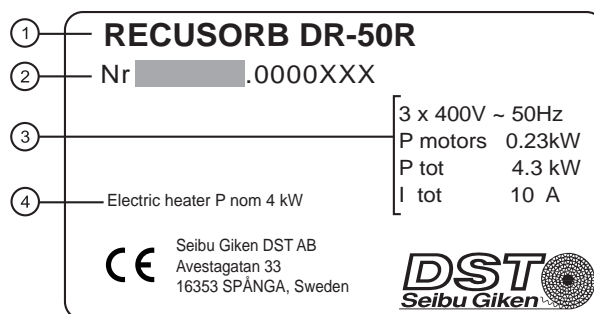 1 RECUSORB DR-50R
2 Nr .0000XXX
3 3 x 400V ~ 50Hz
P motors 0.23kW
P tot 4.3 kW
I tot 10 A
4 Electric heater P nom 4 kW
CE Seibu Giken DST AB
Avestagatan 33
16353 SPÅNGA, Sweden
DST
Seibu Giken